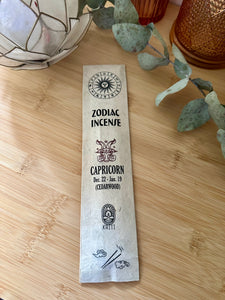 ZODIAC
INCENSE
CAPRICORN
Dec. 22 - Jan. 19
(CEDARWOOD)